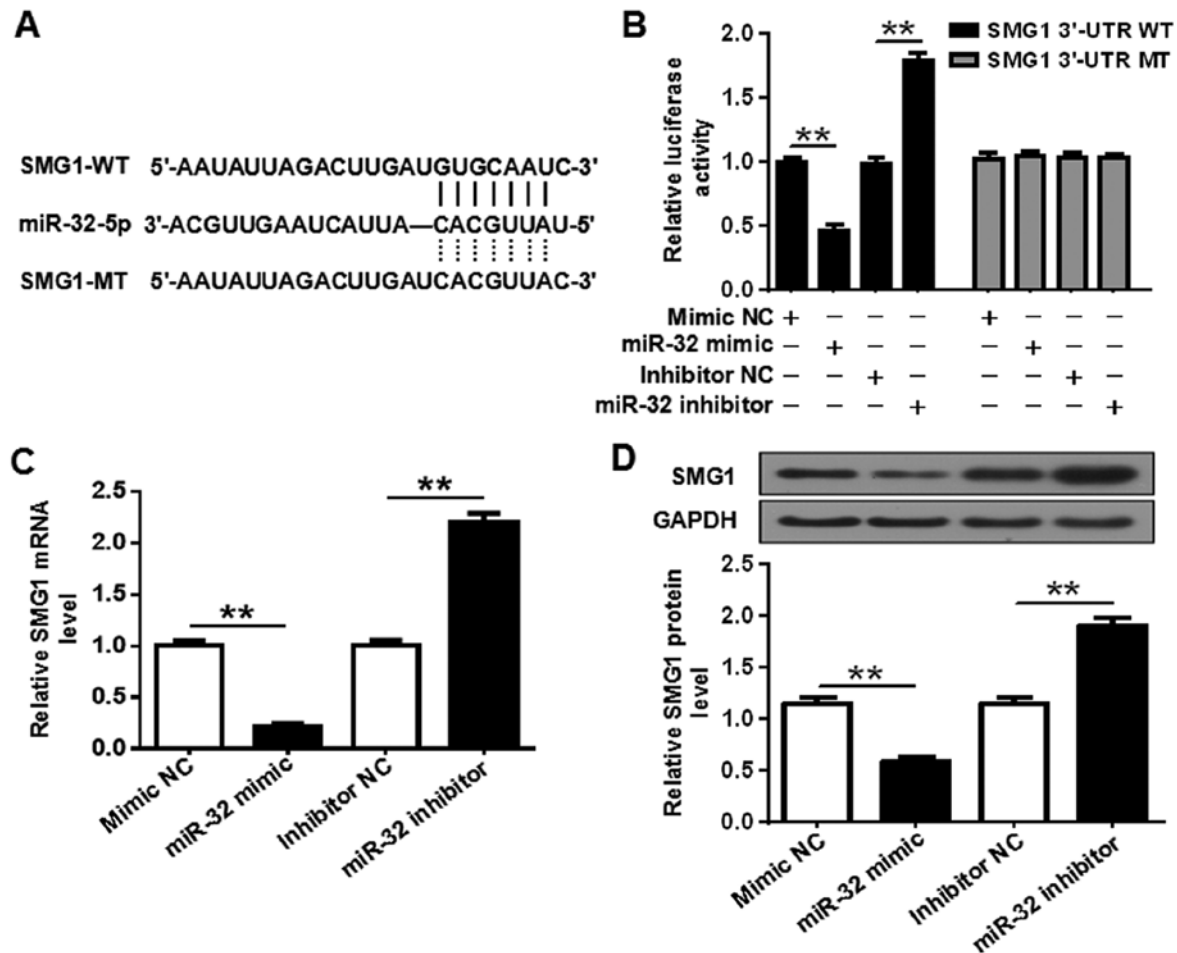 A
SMG1-WT 5'-AAUAUUAGACUUGAUGUGCAAUC-3'
miR-32-5p 3'-ACGUUGAAUCAUUA—CACGUUAU-5'
SMG1-MT 5'-AAUAUUAGACUUGAUCACGUUAC-3'
B
SMG1 3'-UTR WT
SMG1 3'-UTR MT
Relative luciferase
activity
2.0
1.5
1.0
0.5
0.0
** **
Mimic NC + – – – + – – –
miR-32 mimic – + – – – + – –
Inhibitor NC – – + – – – + –
miR-32 inhibitor – – – + – – – +
C
Relative SMG1 mRNA
level
2.5
2.0
1.5
1.0
0.5
0.0
** **
Mimic NC
miR-32 mimic
Inhibitor NC
miR-32 inhibitor
D
SMG1
GAPDH
Relative SMG1 protein
level
2.5
2.0
1.5
1.0
0.5
0.0
** **
Mimic NC
miR-32 mimic
Inhibitor NC
miR-32 inhibitor